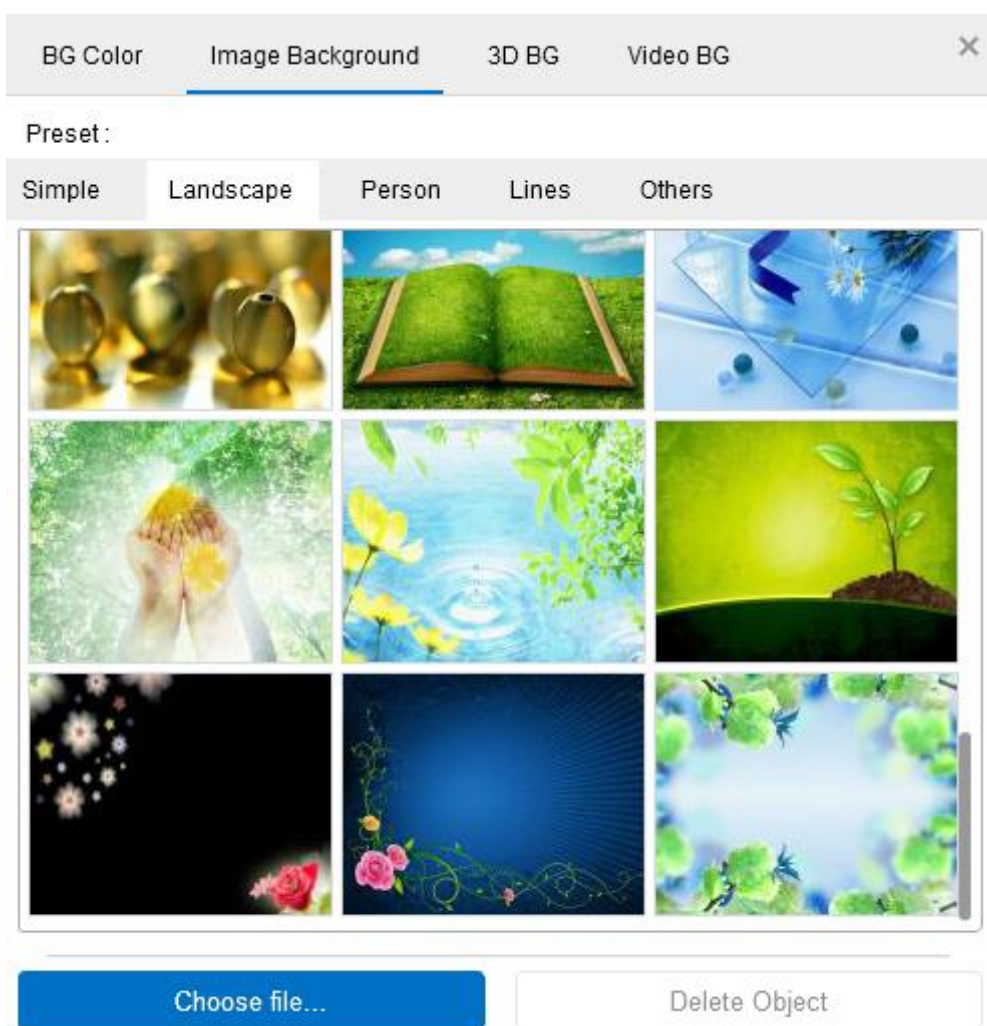 BG Color Image Background 3D BG Video BG ×
Preset :
Simple Landscape Person Lines Others
Choose file... Delete Object